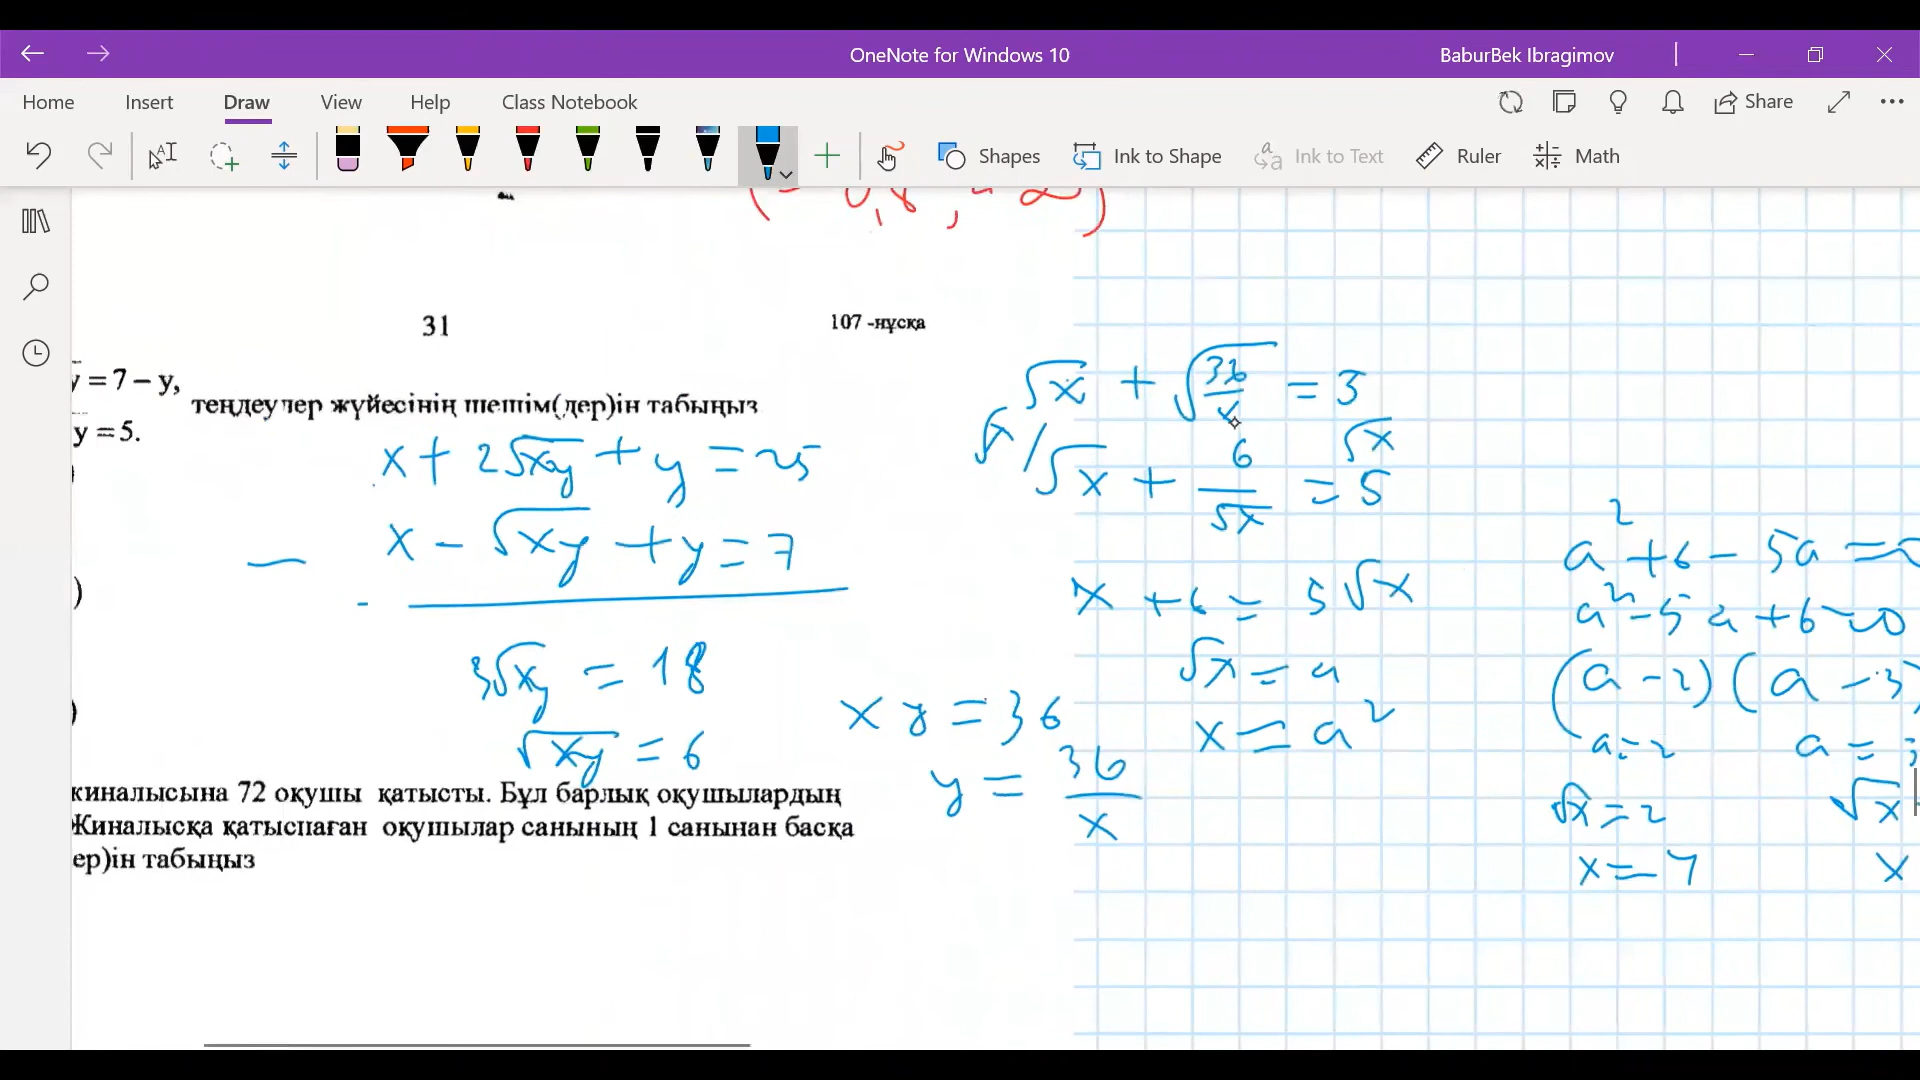 OneNote for Windows 10
BaburBek Ibragimov
Home Insert Draw View Help Class Notebook Share
Shapes Ink to Shape Ink to Text Ruler Math
31
107 -нұсқа
y = 7 – y,
теңдеулер жүйесінің шешім(дер)ін табыңыз
y = 5.
x + 2√xy + y = 25
x - √xy + y = 7
3√xy = 18
√xy = 6
xy = 36
y = 36/x
√x + √36/x = 3
√x / √x + 6/√x = 5 √x
x + 6 = 5√x
√x = a
x = a²
a² + 6 - 5a =
a² - 5a + 6 = 0
(a - 2)(a - 3
a = 2 a =
√x = 2 √x
x = 4 x
)
)
жиналысына 72 оқушы қатысты. Бұл барлық оқушылардың
Жиналысқа қатыспаған оқушылар санының 1 санынан басқа
ер)ін табыңыз